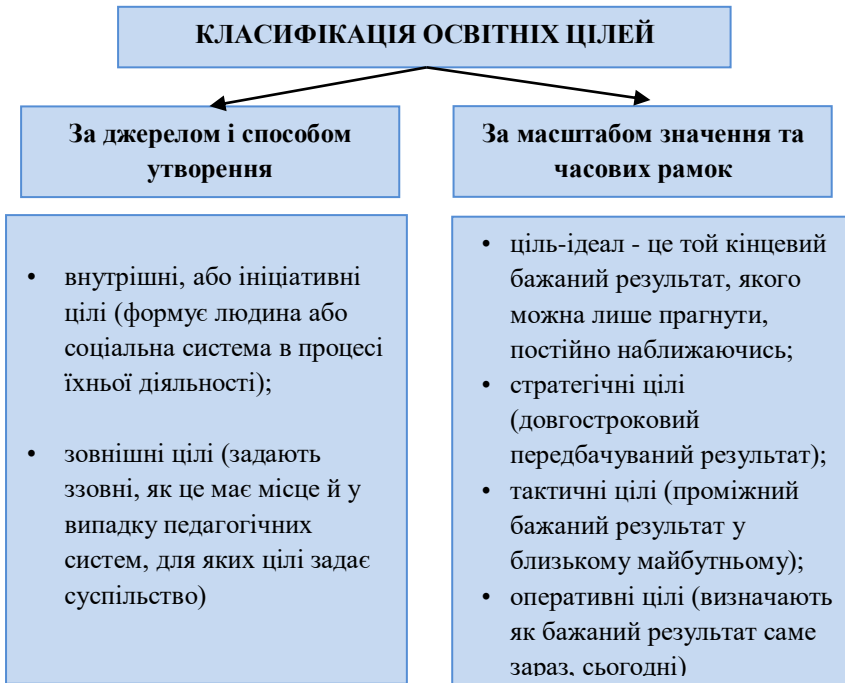 КЛАСИФІКАЦІЯ ОСВІТНІХ ЦІЛЕЙ
За джерелом і способом
утворення
• внутрішні, або ініціативні
цілі (формує людина або
соціальна система в процесі
їхньої діяльності);
• зовнішні цілі (задають
ззовні, як це має місце й у
випадку педагогічних
систем, для яких цілі задає
суспільство)
За масштабом значення та
часових рамок
• ціль-ідеал - це той кінцевий
бажаний результат, якого
можна лише прагнути,
постійно наближаючись;
• стратегічні цілі
(довгостроковий
передбачуваний результат);
• тактичні цілі (проміжний
бажаний результат у
близькому майбутньому);
• оперативні цілі (визначають
як бажаний результат саме
зараз, сьогодні)